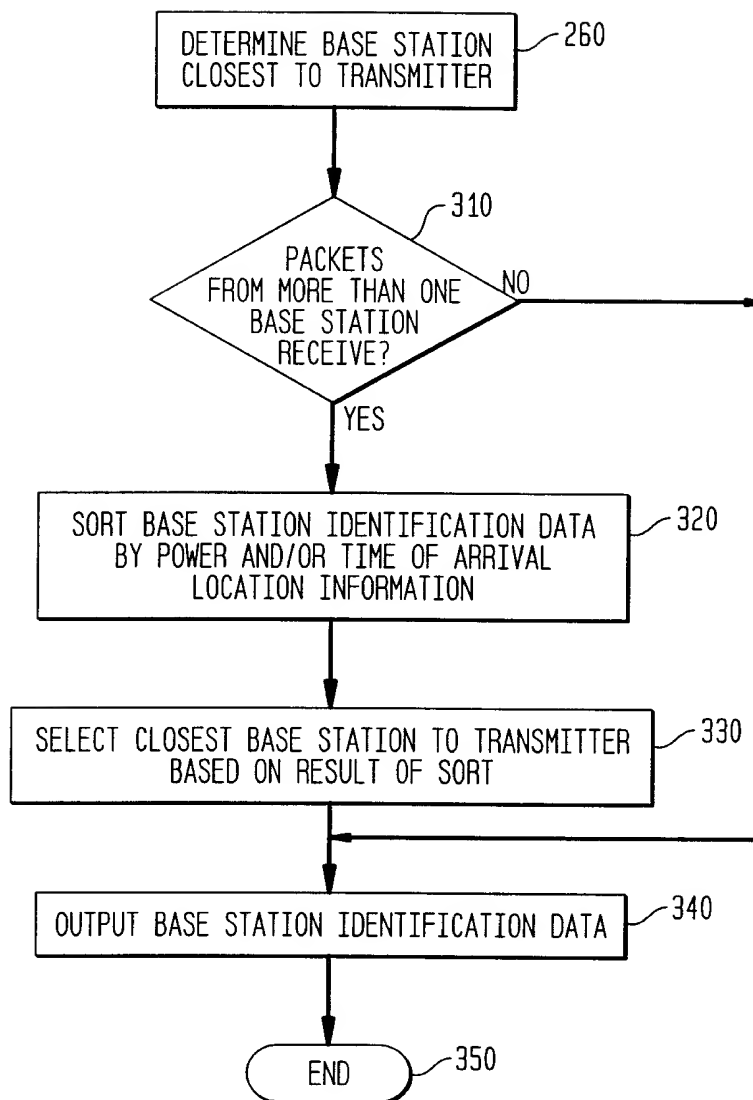 DETERMINE BASE STATION
CLOSEST TO TRANSMITTER
260
310
PACKETS
FROM MORE THAN ONE
BASE STATION
RECEIVE?
NO
YES
SORT BASE STATION IDENTIFICATION DATA
BY POWER AND/OR TIME OF ARRIVAL
LOCATION INFORMATION
320
SELECT CLOSEST BASE STATION TO TRANSMITTER
BASED ON RESULT OF SORT
330
OUTPUT BASE STATION IDENTIFICATION DATA
340
END
350